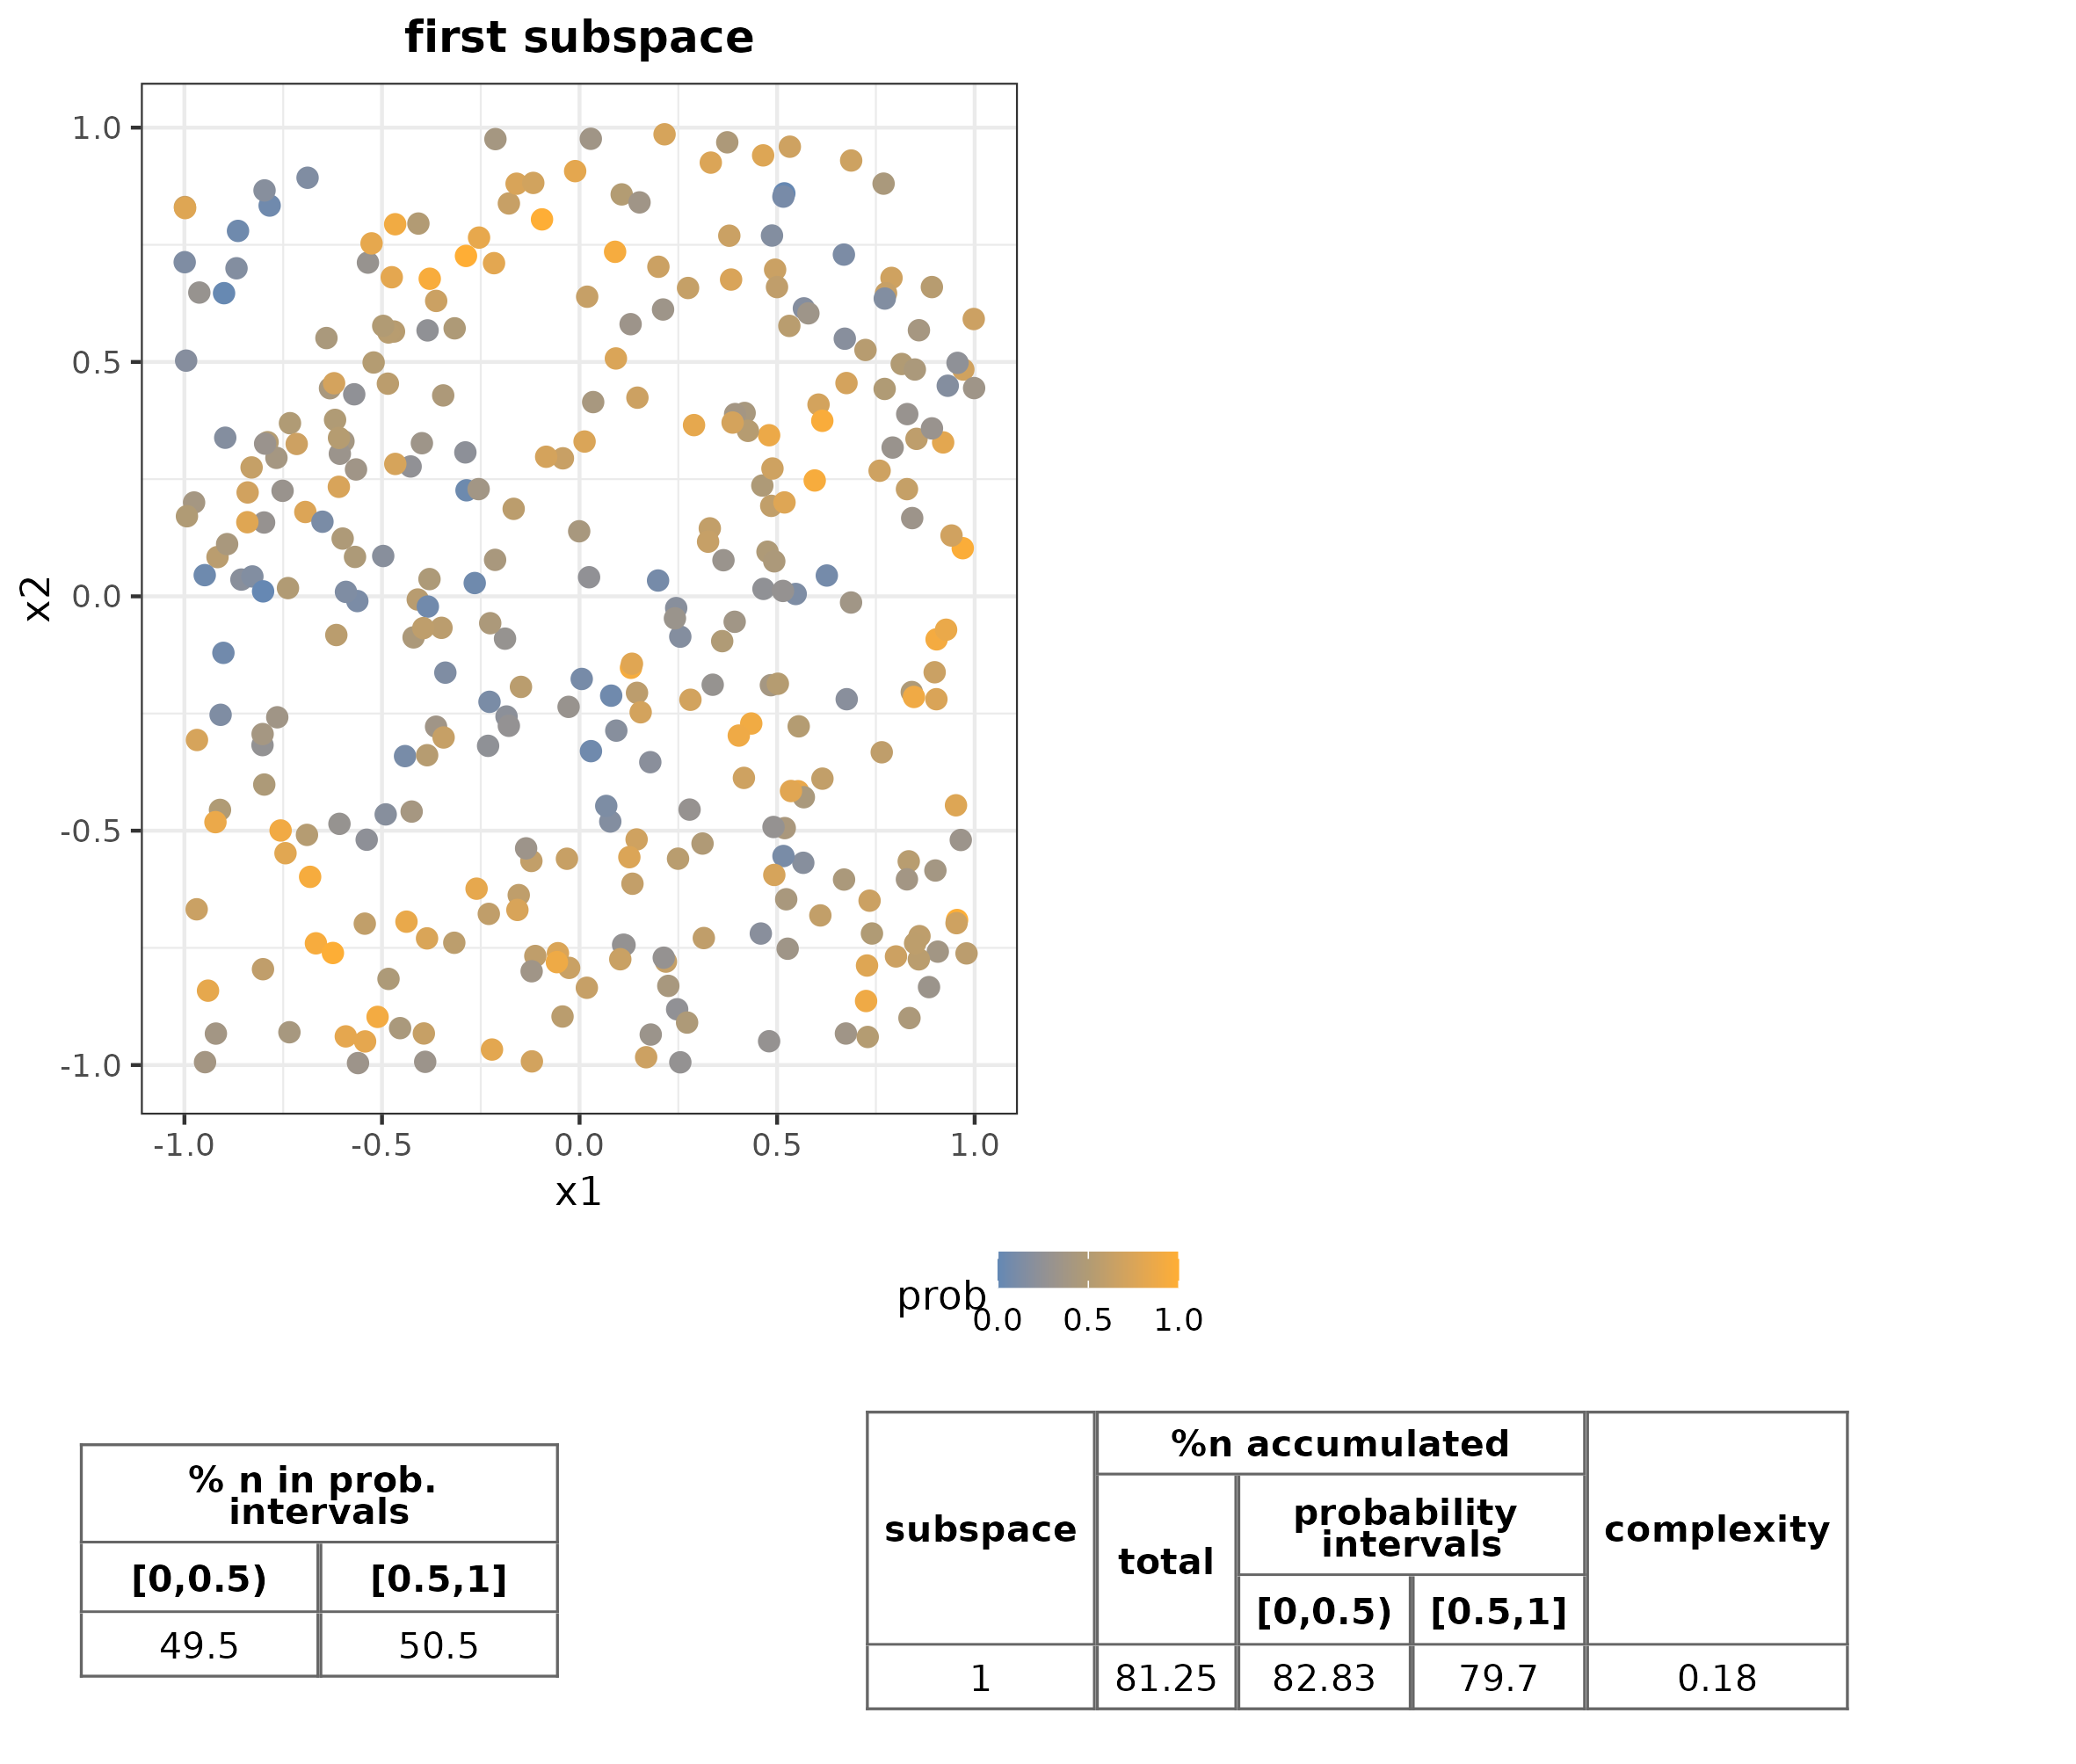 first subspace
1.0
0.5
0.0
-0.5
-1.0
x2
-1.0 -0.5 0.0 0.5 1.0
x1
prob
0.0 0.5 1.0
% n in prob.
intervals
[0,0.5) [0.5,1]
49.5 50.5
subspace
%n accumulated
total
probability
intervals
[0,0.5) [0.5,1]
complexity
1 81.25 82.83 79.7 0.18